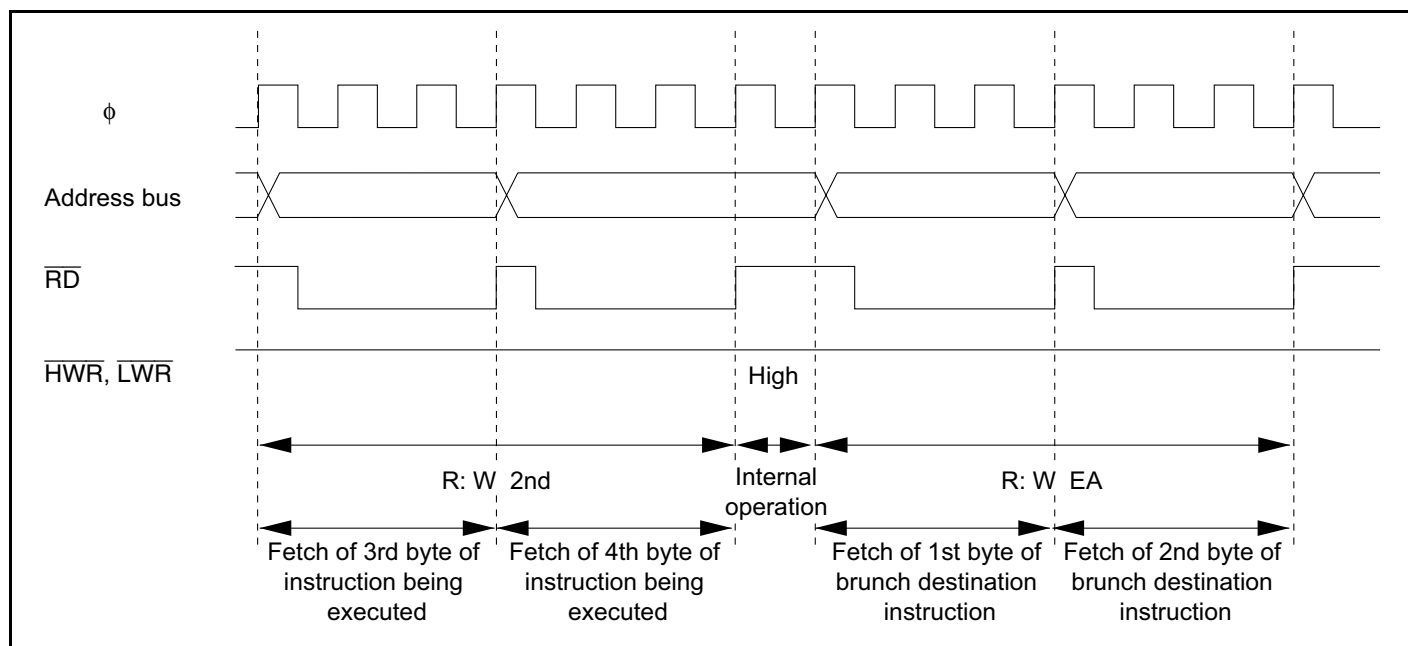 ϕ
Address bus
RD
HWR, LWR
High
R: W 2nd
Internal
operation
R: W EA
Fetch of 3rd byte of
instruction being
executed
Fetch of 4th byte of
instruction being
executed
Fetch of 1st byte of
brunch destination
instruction
Fetch of 2nd byte of
brunch destination
instruction